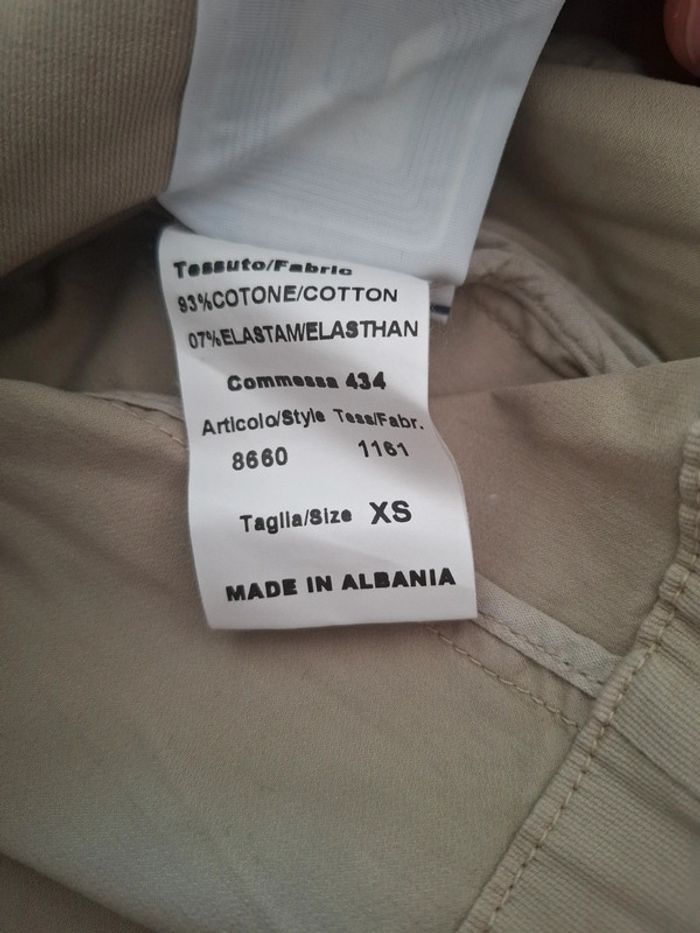 Tessuto/Fabric
93%COTONE/COTTON
07%ELASTAM/ELASTHAN
Commessa 434
Articolo/Style Tess/Fabr.
8660 1161
Taglia/Size XS
MADE IN ALBANIA